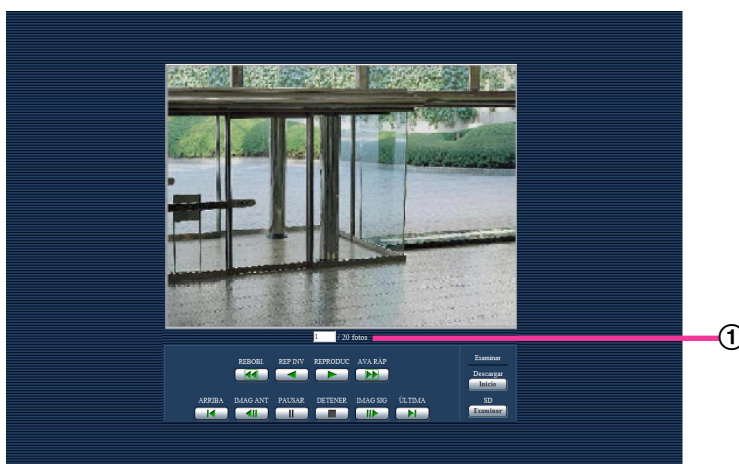 1 / 20 fotos
①
REBOBI. REP INV REPRODUC AVA RÁP
Examinar
Descargar
Inicio
ARRIBA IMAG ANT PAUSAR DETENER IMAG SIG ÚLTIMA
SD
Examinar